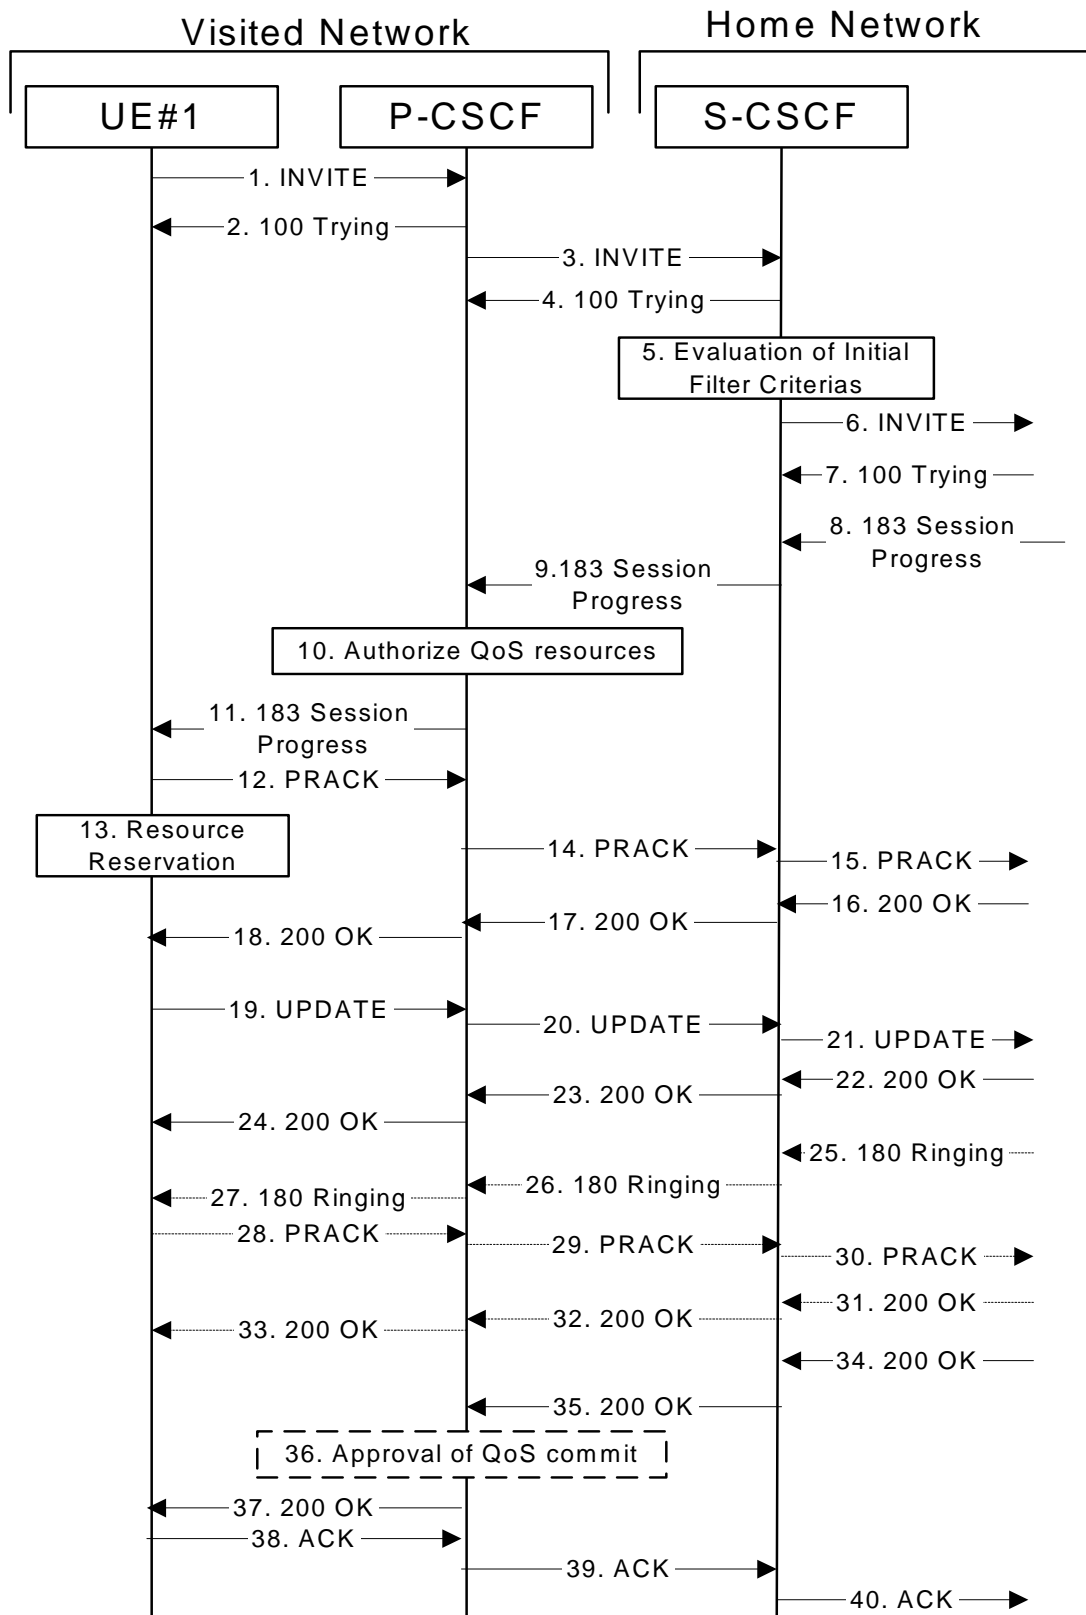 Visited Network
Home Network
UE#1
P-CSCF
S-CSCF
1. INVITE
2. 100 Trying
3. INVITE
4. 100 Trying
5. Evaluation of Initial
Filter Criterias
6. INVITE
7. 100 Trying
8. 183 Session
Progress
9.183 Session
Progress
10. Authorize QoS resources
11. 183 Session
Progress
12. PRACK
13. Resource
Reservation
14. PRACK
15. PRACK
16. 200 OK
17. 200 OK
18. 200 OK
19. UPDATE
20. UPDATE
21. UPDATE
22. 200 OK
23. 200 OK
24. 200 OK
25. 180 Ringing
26. 180 Ringing
27. 180 Ringing
28. PRACK
29. PRACK
30. PRACK
31. 200 OK
32. 200 OK
33. 200 OK
34. 200 OK
35. 200 OK
36. Approval of QoS commit
37. 200 OK
38. ACK
39. ACK
40. ACK